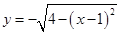 y = −√4 − (x − 1)²